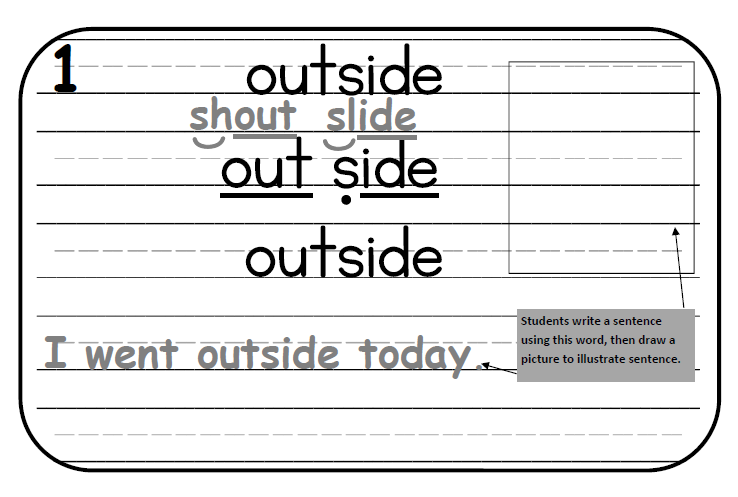 1 outside
shout slide
out side
outside
I went outside today.
Students write a sentence
using this word, then draw a
picture to illustrate sentence.